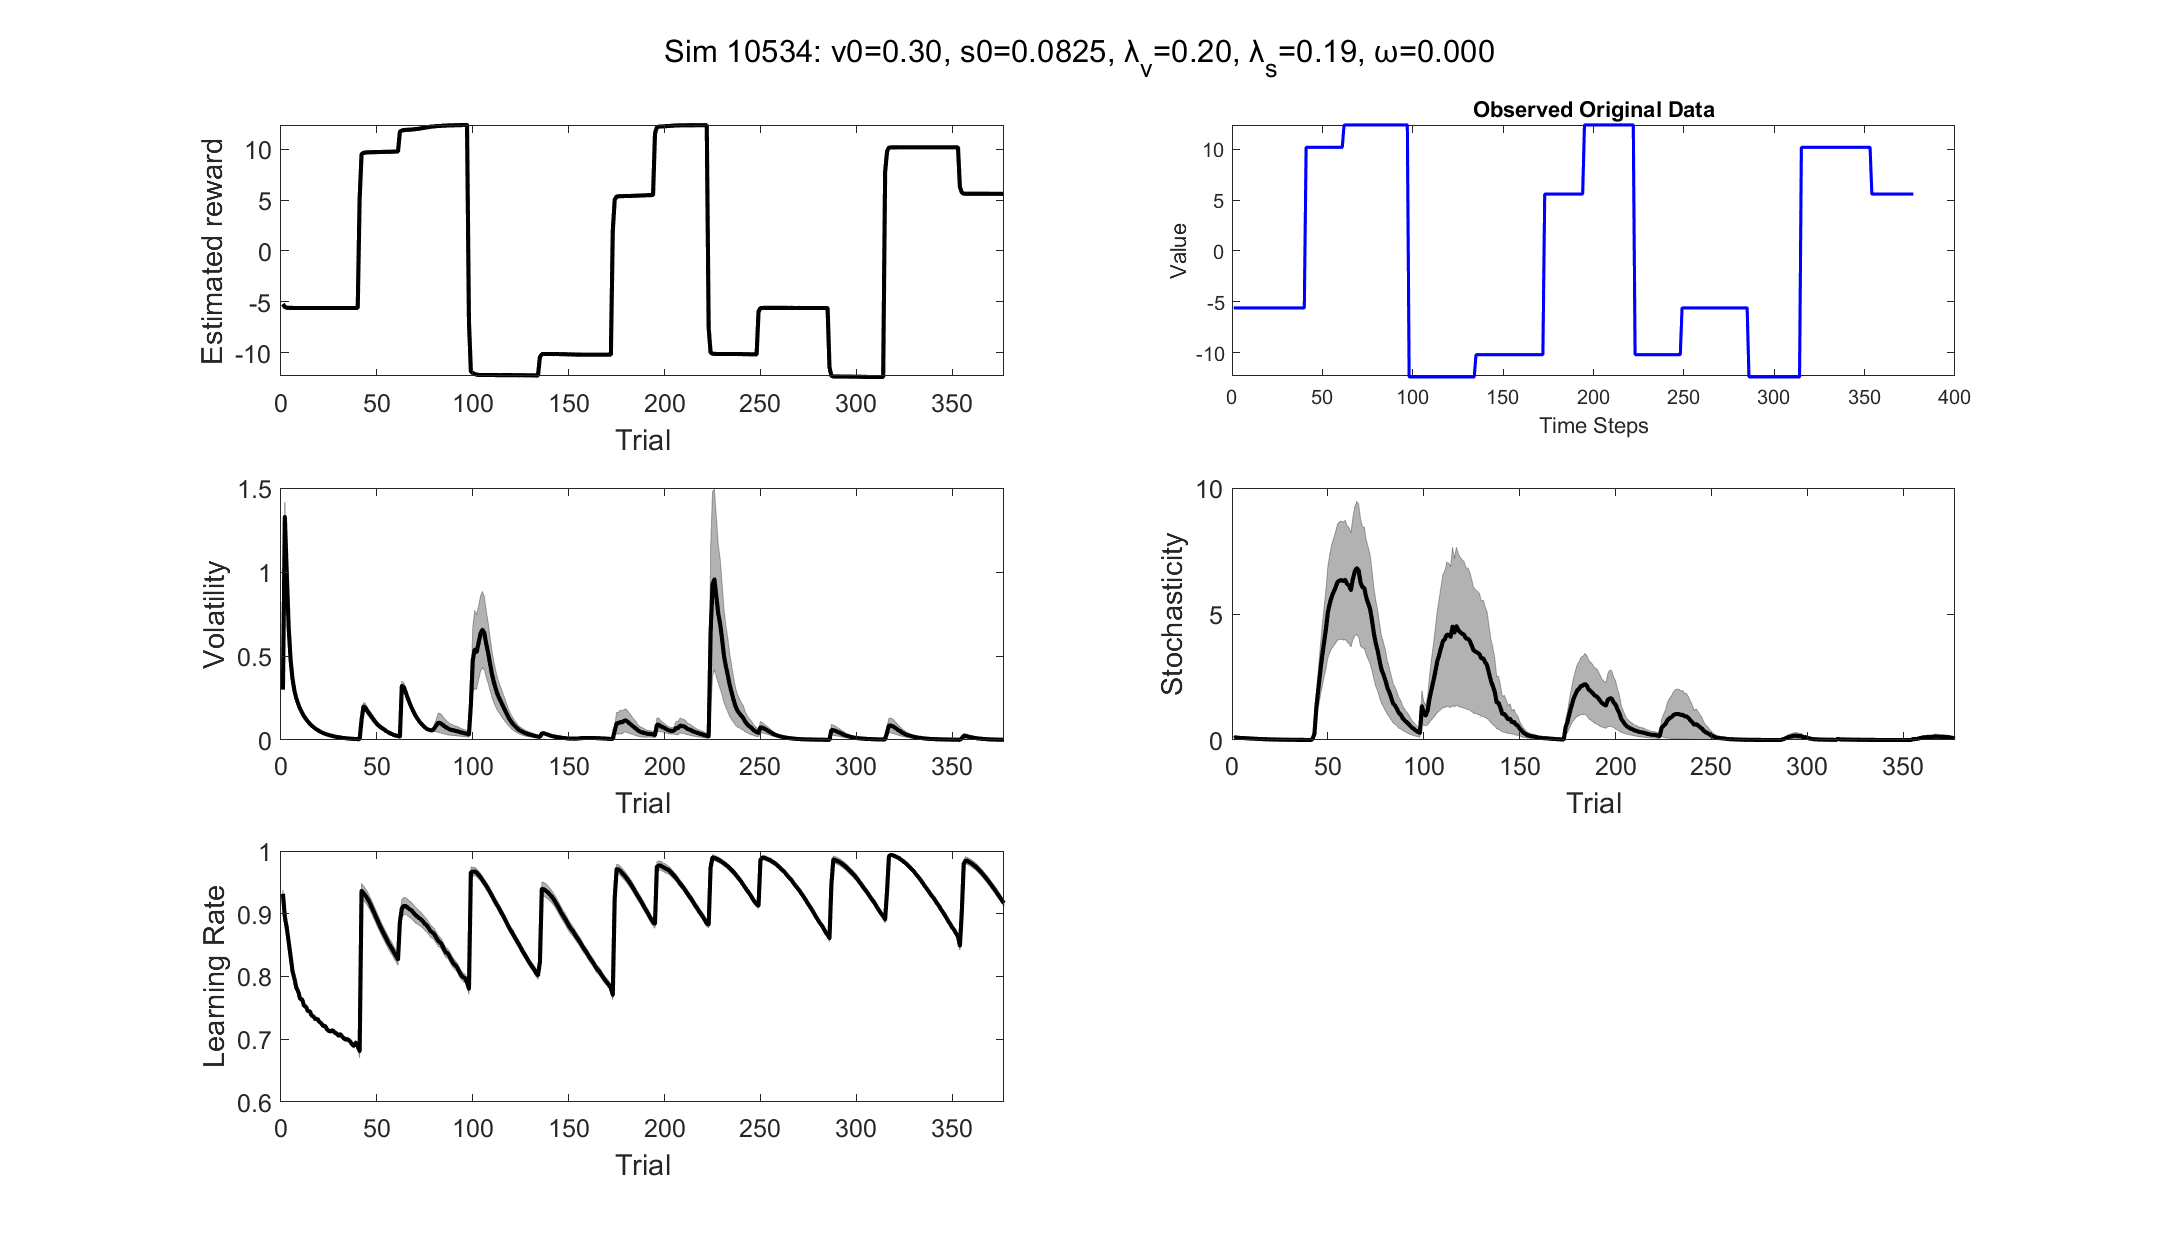 Sim 10534: v0=0.30, s0=0.0825, λ_v=0.20, λ_s=0.19, ω=0.000
Estimated reward
10
5
0
-5
-10
0 50 100 150 200 250 300 350
Trial
Observed Original Data
Value
10
5
0
-5
-10
0 50 100 150 200 250 300 350 400
Time Steps
Volatility
1.5
1
0.5
0
0 50 100 150 200 250 300 350
Trial
Stochasticity
10
5
0
0 50 100 150 200 250 300 350
Trial
Learning Rate
1
0.9
0.8
0.7
0.6
0 50 100 150 200 250 300 350
Trial